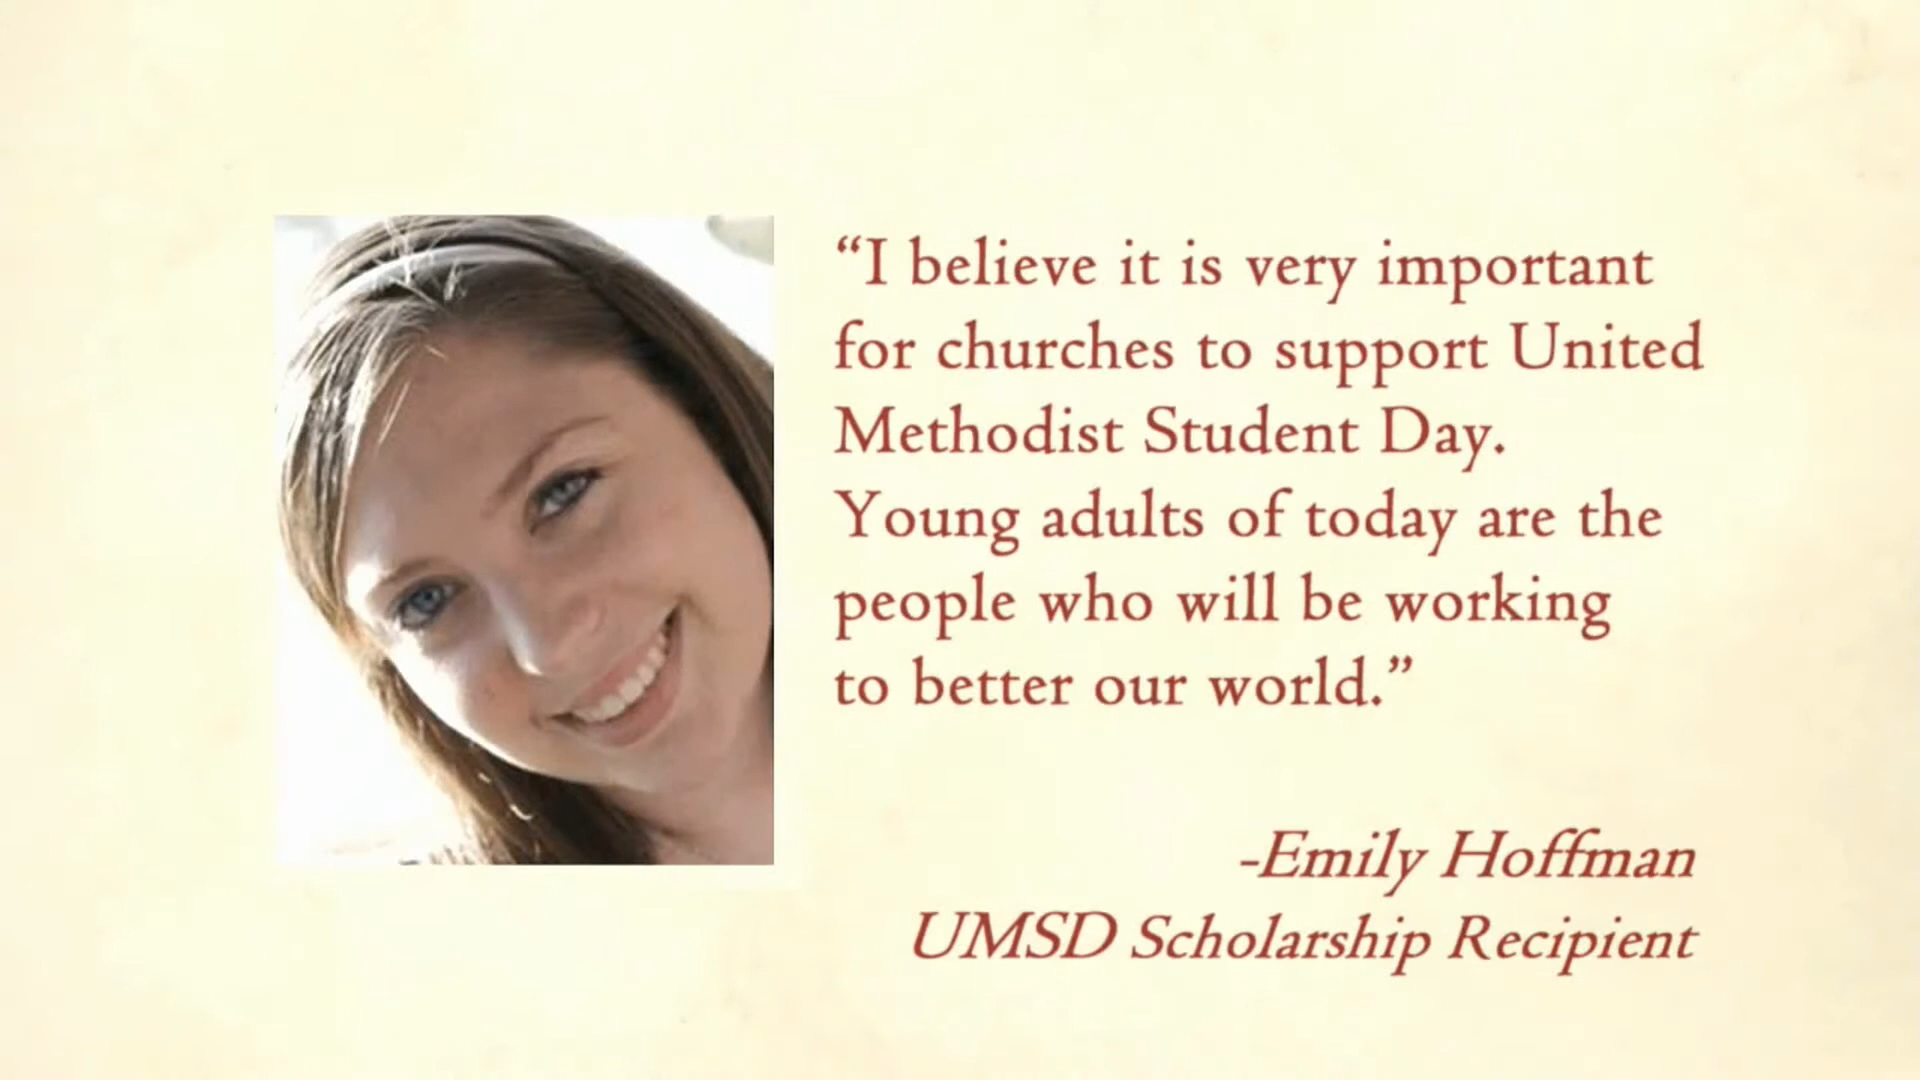 “I believe it is very important
for churches to support United
Methodist Student Day.
Young adults of today are the
people who will be working
to better our world.”
-Emily Hoffman
UMSD Scholarship Recipient